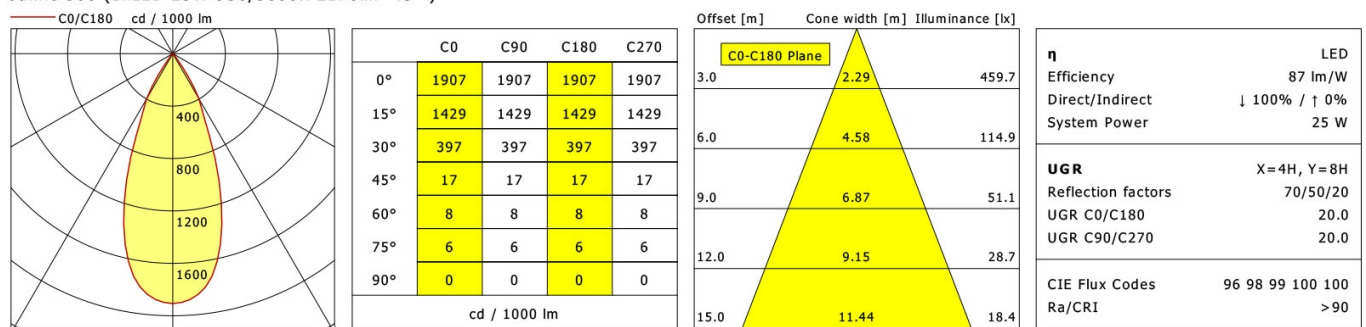 C0/C180 cd / 1000 lm
400
800
1200
1600
C0 C90 C180 C270
0° 1907 1907 1907 1907
15° 1429 1429 1429 1429
30° 397 397 397 397
45° 17 17 17 17
60° 8 8 8 8
75° 6 6 6 6
90° 0 0 0 0
cd / 1000 lm
Offset [m] Cone width [m] Illuminance [lx]
C0-C180 Plane
3.0 2.29 459.7
6.0 4.58 114.9
9.0 6.87 51.1
12.0 9.15 28.7
15.0 11.44 18.4
η LED
Efficiency 87 lm/W
Direct/Indirect ↓ 100% / ↑ 0%
System Power 25 W
UGR X=4H, Y=8H
Reflection factors 70/50/20
UGR C0/C180 20.0
UGR C90/C270 20.0
CIE Flux Codes 96 98 99 100 100
Ra/CRI >90